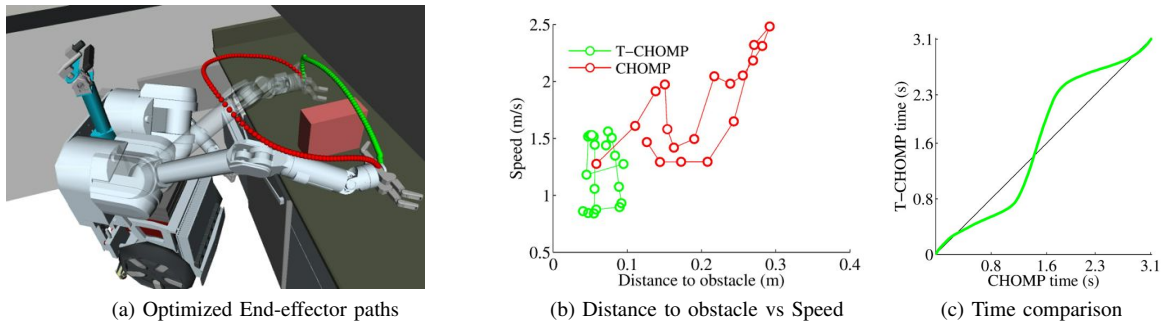 2.5
2
1.5
1
0.5
Speed (m/s)
T-CHOMP
CHOMP
0
0.1
0.2
0.3
0.4
Distance to obstacle (m)
3.1
2.3
1.6
0.8
0
T-CHOMP time (s)
0.8
1.6
2.3
3.1
CHOMP time (s)
(a) Optimized End-effector paths
(b) Distance to obstacle vs Speed
(c) Time comparison